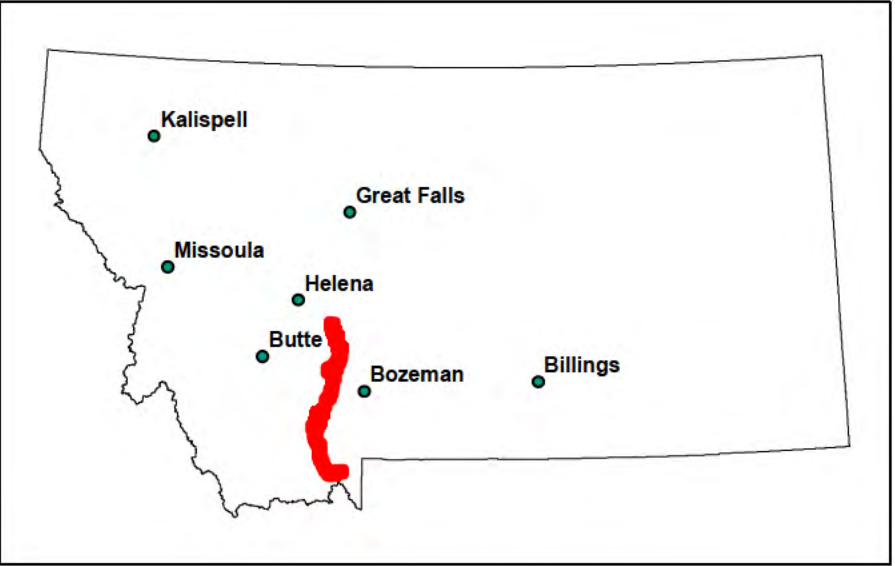 Kalispell
Great Falls
Missoula
Helena
Butte
Bozeman
Billings